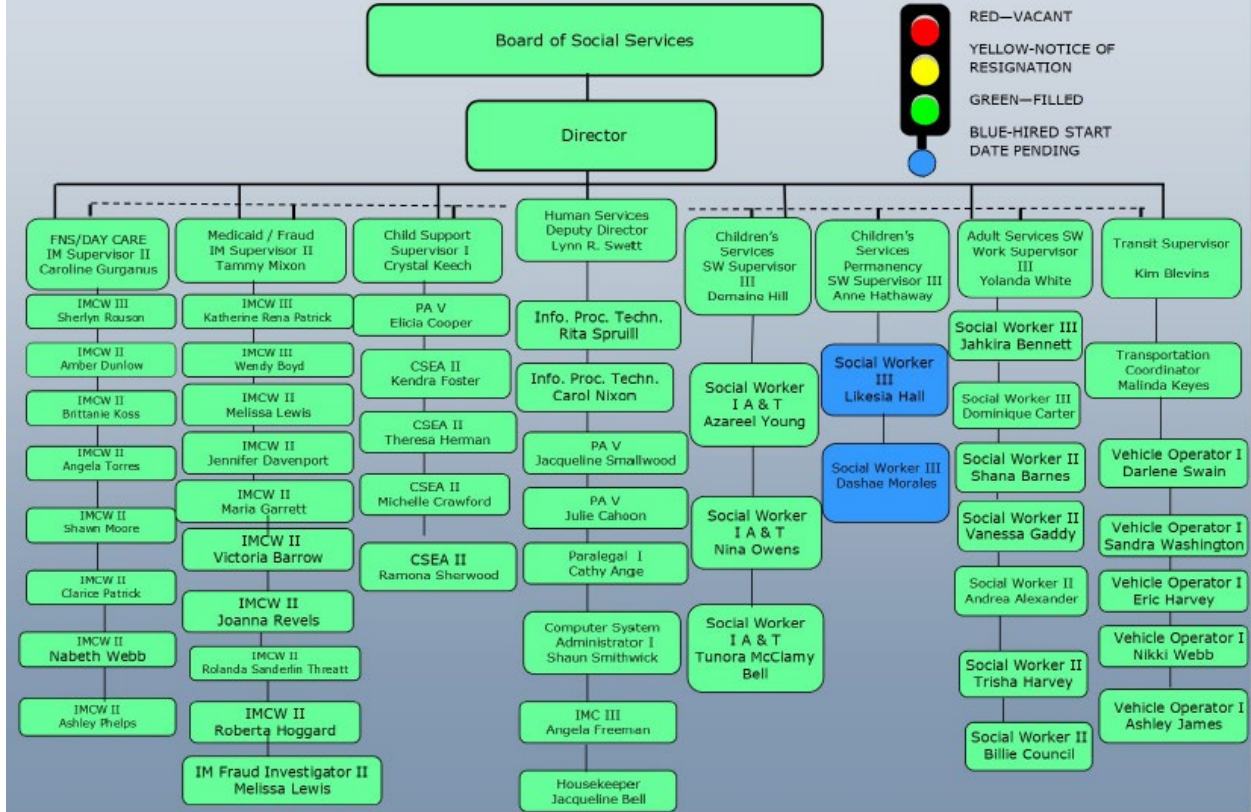 Board of Social Services
Director
RED—VACANT
YELLOW-NOTICE OF
RESIGNATION
GREEN—FILLED
BLUE-HIRED START
DATE PENDING
FNS/DAY CARE
IM Supervisor II
Caroline Gurganus
IMCW III
Sherlyn Rouson
IMCW II
Amber Dunlow
IMCW II
Brittanie Koss
IMCW II
Angela Torres
IMCW II
Shawn Moore
IMCW II
Clarice Patrick
IMCW II
Nabeth Webb
IMCW II
Ashley Phelps
Medicaid / Fraud
IM Supervisor II
Tammy Mixon
IMCW III
Katherine Rena Patrick
IMCW III
Wendy Boyd
IMCW II
Melissa Lewis
IMCW II
Jennifer Davenport
IMCW II
Maria Garrett
IMCW II
Victoria Barrow
IMCW II
Joanna Revels
IMCW II
Rolanda Sanderlin Threatt
IMCW II
Roberta Hoggard
IM Fraud Investigator II
Melissa Lewis
Child Support
Supervisor I
Crystal Keech
PA V
Elicia Cooper
CSEA II
Kendra Foster
CSEA II
Theresa Herman
CSEA II
Michelle Crawford
CSEA II
Ramona Sherwood
Human Services
Deputy Director
Lynn R. Swett
Info. Proc. Techn.
Rita Spruill
Info. Proc. Techn.
Carol Nixon
PA V
Jacqueline Smallwood
PA V
Julie Cahoon
Paralegal I
Cathy Ange
Computer System
Administrator I
Shaun Smithwick
IMC III
Angela Freeman
Housekeeper
Jacqueline Bell
Children's
Services
SW Supervisor
III
Demaine Hill
Social Worker
I A & T
Azareel Young
Social Worker
I A & T
Nina Owens
Social Worker
I A & T
Tunora McClamy
Bell
Children's
Services
Permanency
SW Supervisor III
Anne Hathaway
Social Worker
III
Likesia Hall
Social Worker III
Dashae Morales
Adult Services SW
Work Supervisor
III
Yolanda White
Social Worker III
Jahkira Bennett
Social Worker III
Dominique Carter
Social Worker II
Shana Barnes
Social Worker II
Vanessa Gaddy
Social Worker II
Andrea Alexander
Social Worker II
Trisha Harvey
Social Worker II
Billie Council
Transit Supervisor
Kim Blevins
Transportation
Coordinator
Malinda Keyes
Vehicle Operator I
Darlene Swain
Vehicle Operator I
Sandra Washington
Vehicle Operator I
Eric Harvey
Vehicle Operator I
Nikki Webb
Vehicle Operator I
Ashley James